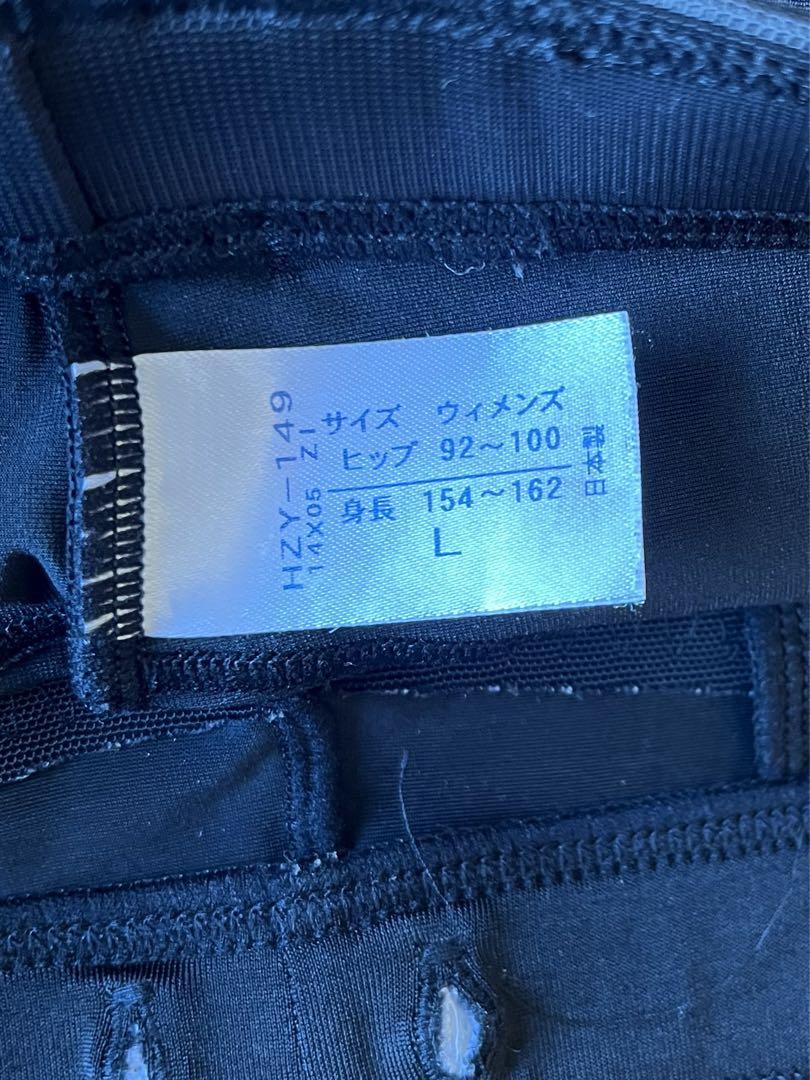 HZY-149
14X05 ZI
サイズ ウィメンズ
ヒップ 92～100
身長 154～162
L
日本製